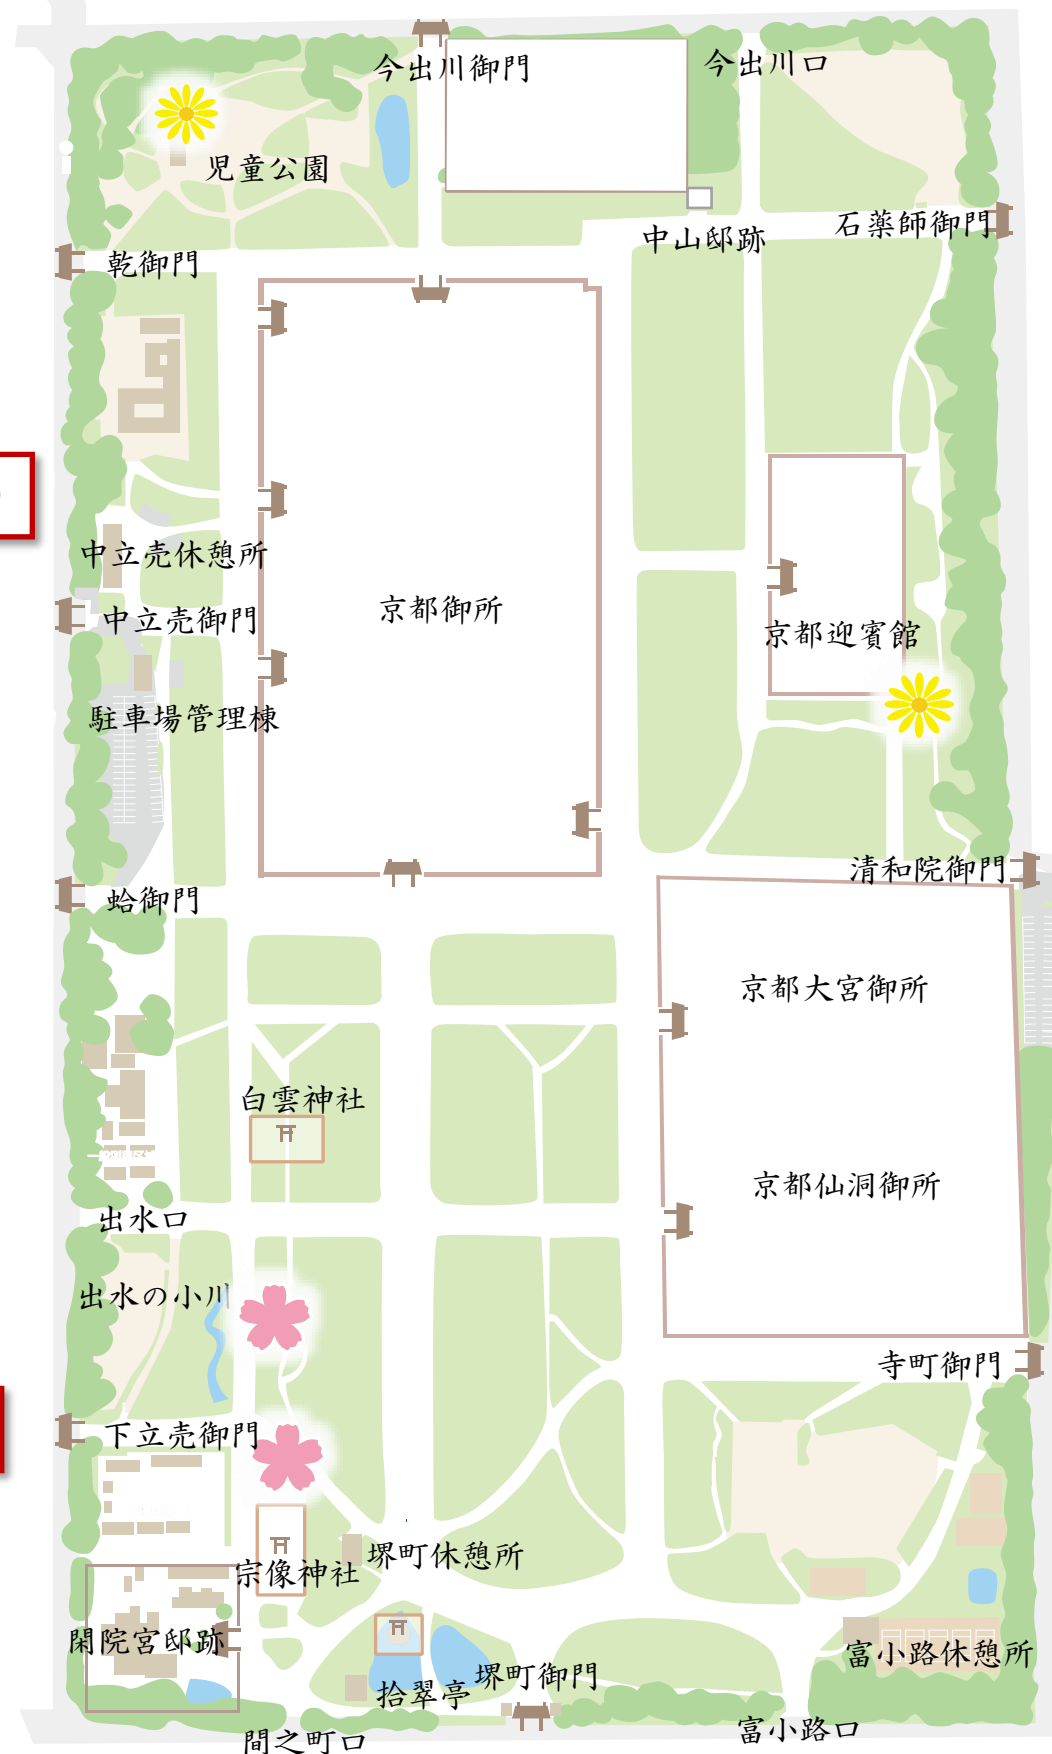 今出川御門
今出川口
児童公園
石薬師御門
中山邸跡
乾御門
中立売休憩所
京都御所
中立売御門
京都迎賓館
駐車場管理棟
清和院御門
蛤御門
京都大宮御所
白雲神社
京都仙洞御所
出水口
出水の小川
寺町御門
下立売御門
堺町休憩所
宗像神社
閑院宮邸跡
富小路休憩所
堺町御門
拾翠亭
富小路口
間之町口